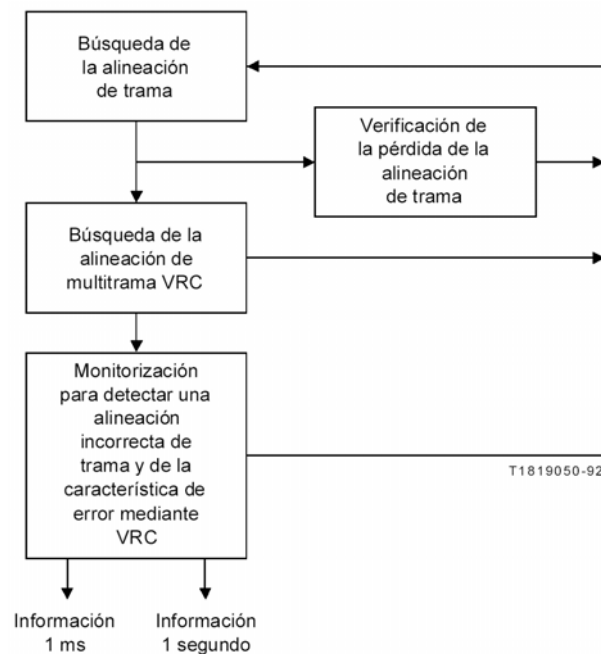 Búsqueda de
la alineación
de trama
Verificación de
la pérdida de la
alineación
de trama
Búsqueda de la
alineación de
multitrama VRC
Monitorización
para detectar una
alineación
incorrecta de
trama y de la
característica de
error mediante
VRC
T1819050-92
Información
1 ms
Información
1 segundo